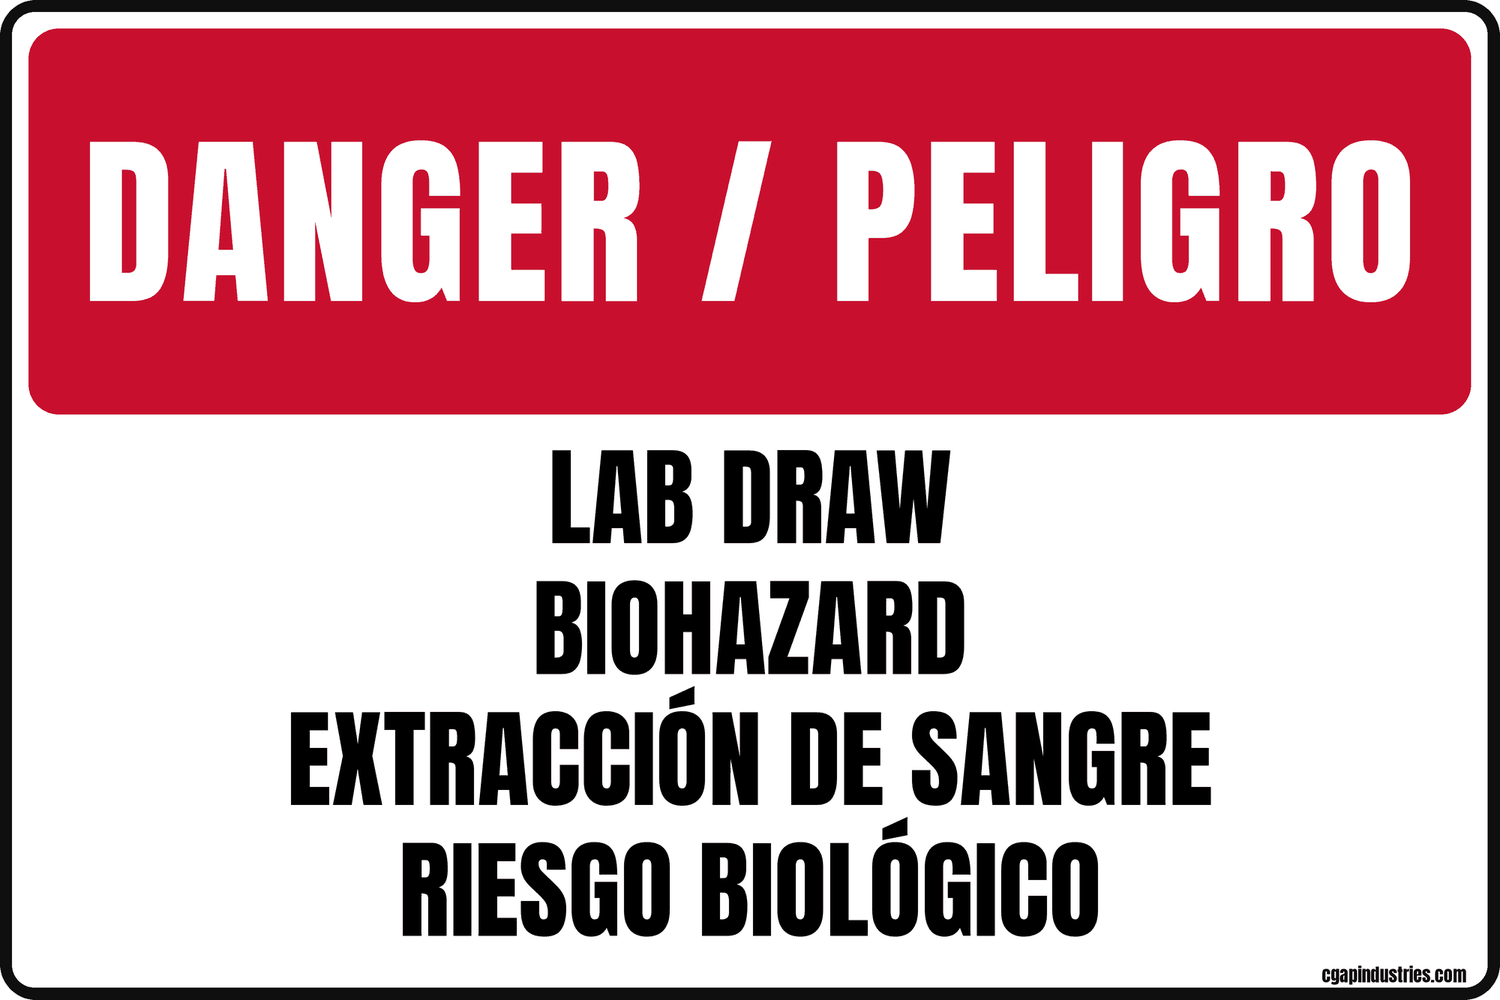 DANGER / PELIGRO
LAB DRAW
BIOHAZARD
EXTRACCIÓN DE SANGRE
RIESGO BIOLÓGICO
cgapindustries.com